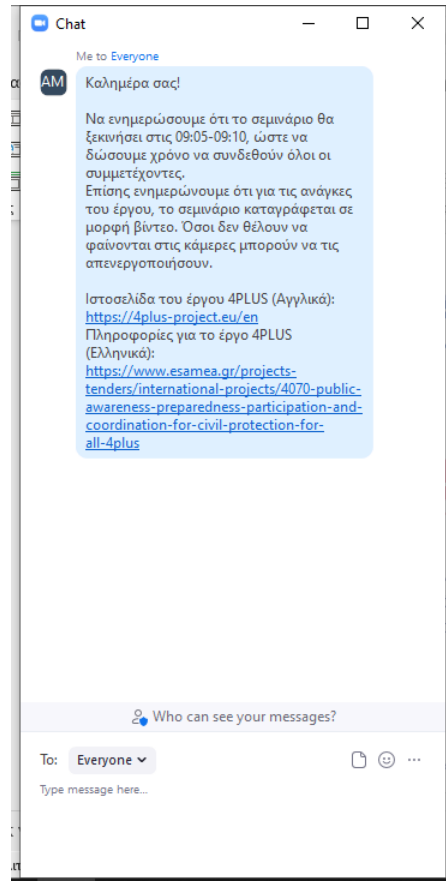 Chat
Me to Everyone
AM
Καλημέρα σας!
Να ενημερώσουμε ότι το σεμινάριο θα
ξεκινήσει στις 09:05-09:10, ώστε να
δώσουμε χρόνο να συνδεθούν όλοι οι
συμμετέχοντες.
Επίσης ενημερώνουμε ότι για τις ανάγκες
του έργου, το σεμινάριο καταγράφεται σε
μορφή βίντεο. Όσοι δεν θέλουν να
φαίνονται στις κάμερες μπορούν να τις
απενεργοποιήσουν.
Ιστοσελίδα του έργου 4PLUS (Αγγλικά):
https://4plus-project.eu/en
Πληροφορίες για το έργο 4PLUS
(Ελληνικά):
https://www.esamea.gr/projects-
tenders/international-projects/4070-public-
awareness-preparedness-participation-and-
coordination-for-civil-protection-for-
all-4plus
Who can see your messages?
To: Everyone
Type message here...